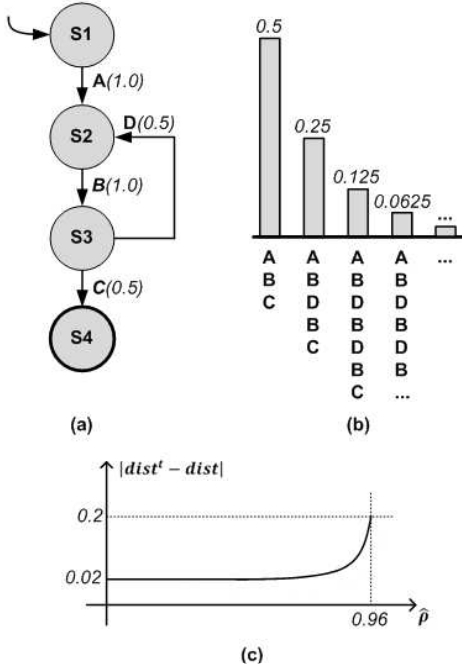 S1
A(1.0)
S2
D(0.5)
B(1.0)
S3
C(0.5)
S4
(a)
0.5
0.25
0.125
0.0625
...
A A A A ...
B B B B
C D D D
B B B
C D D
B B
C ...
(b)
|dist^t − dist|
0.2
0.02
0.96
ρ̂
(c)